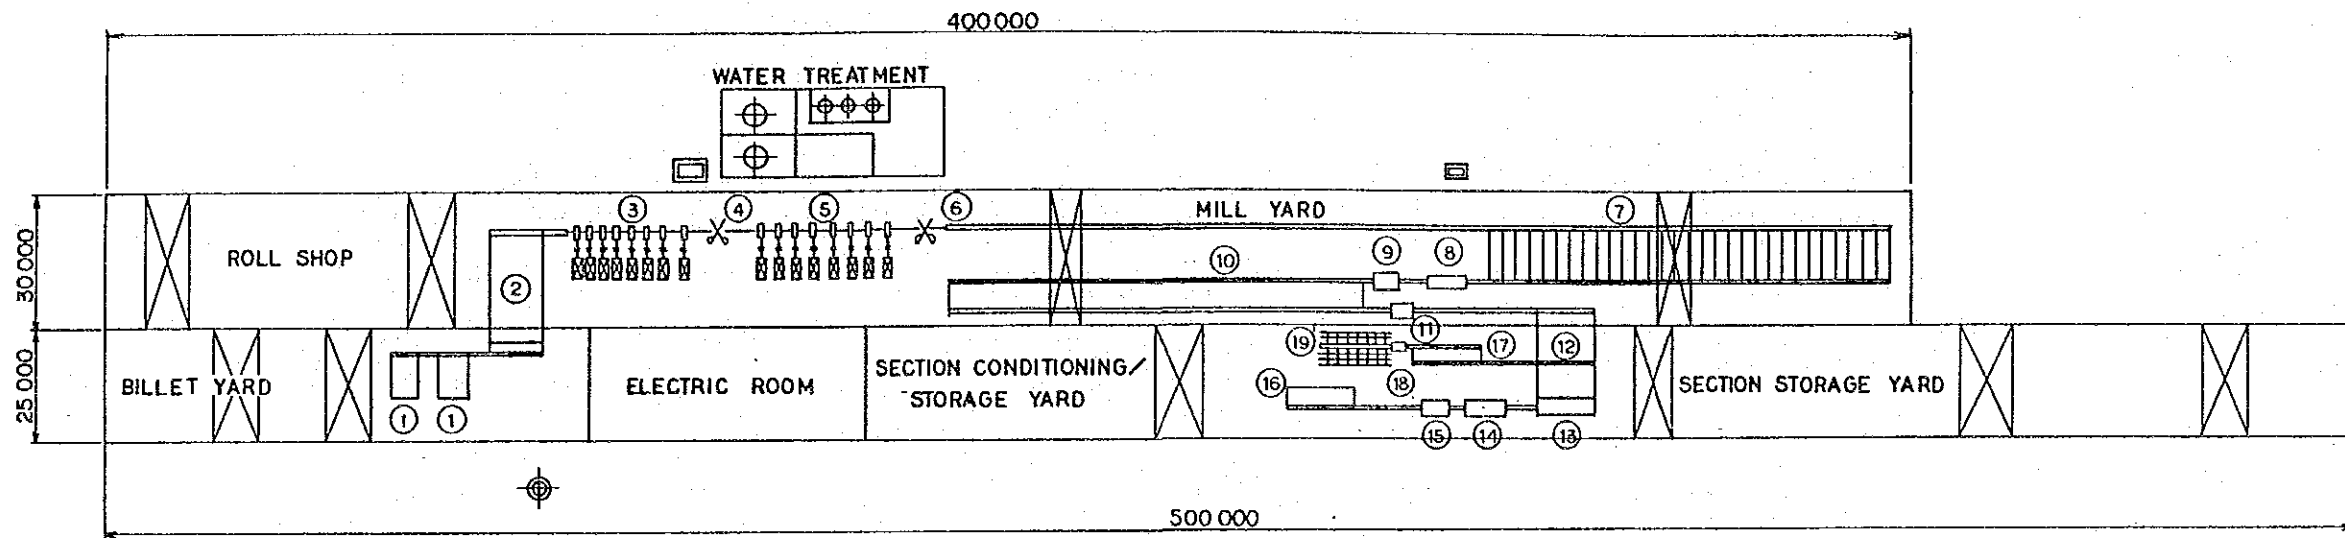 400000
WATER TREATMENT
3 4 5 6 MILL YARD 7
30000
ROLL SHOP
2
10 9 8
11
19 17 12
25000
BILLET YARD
ELECTRIC ROOM
SECTION CONDITIONING/
STORAGE YARD
16 18
SECTION STORAGE YARD
1 1
15 14 13
500 000